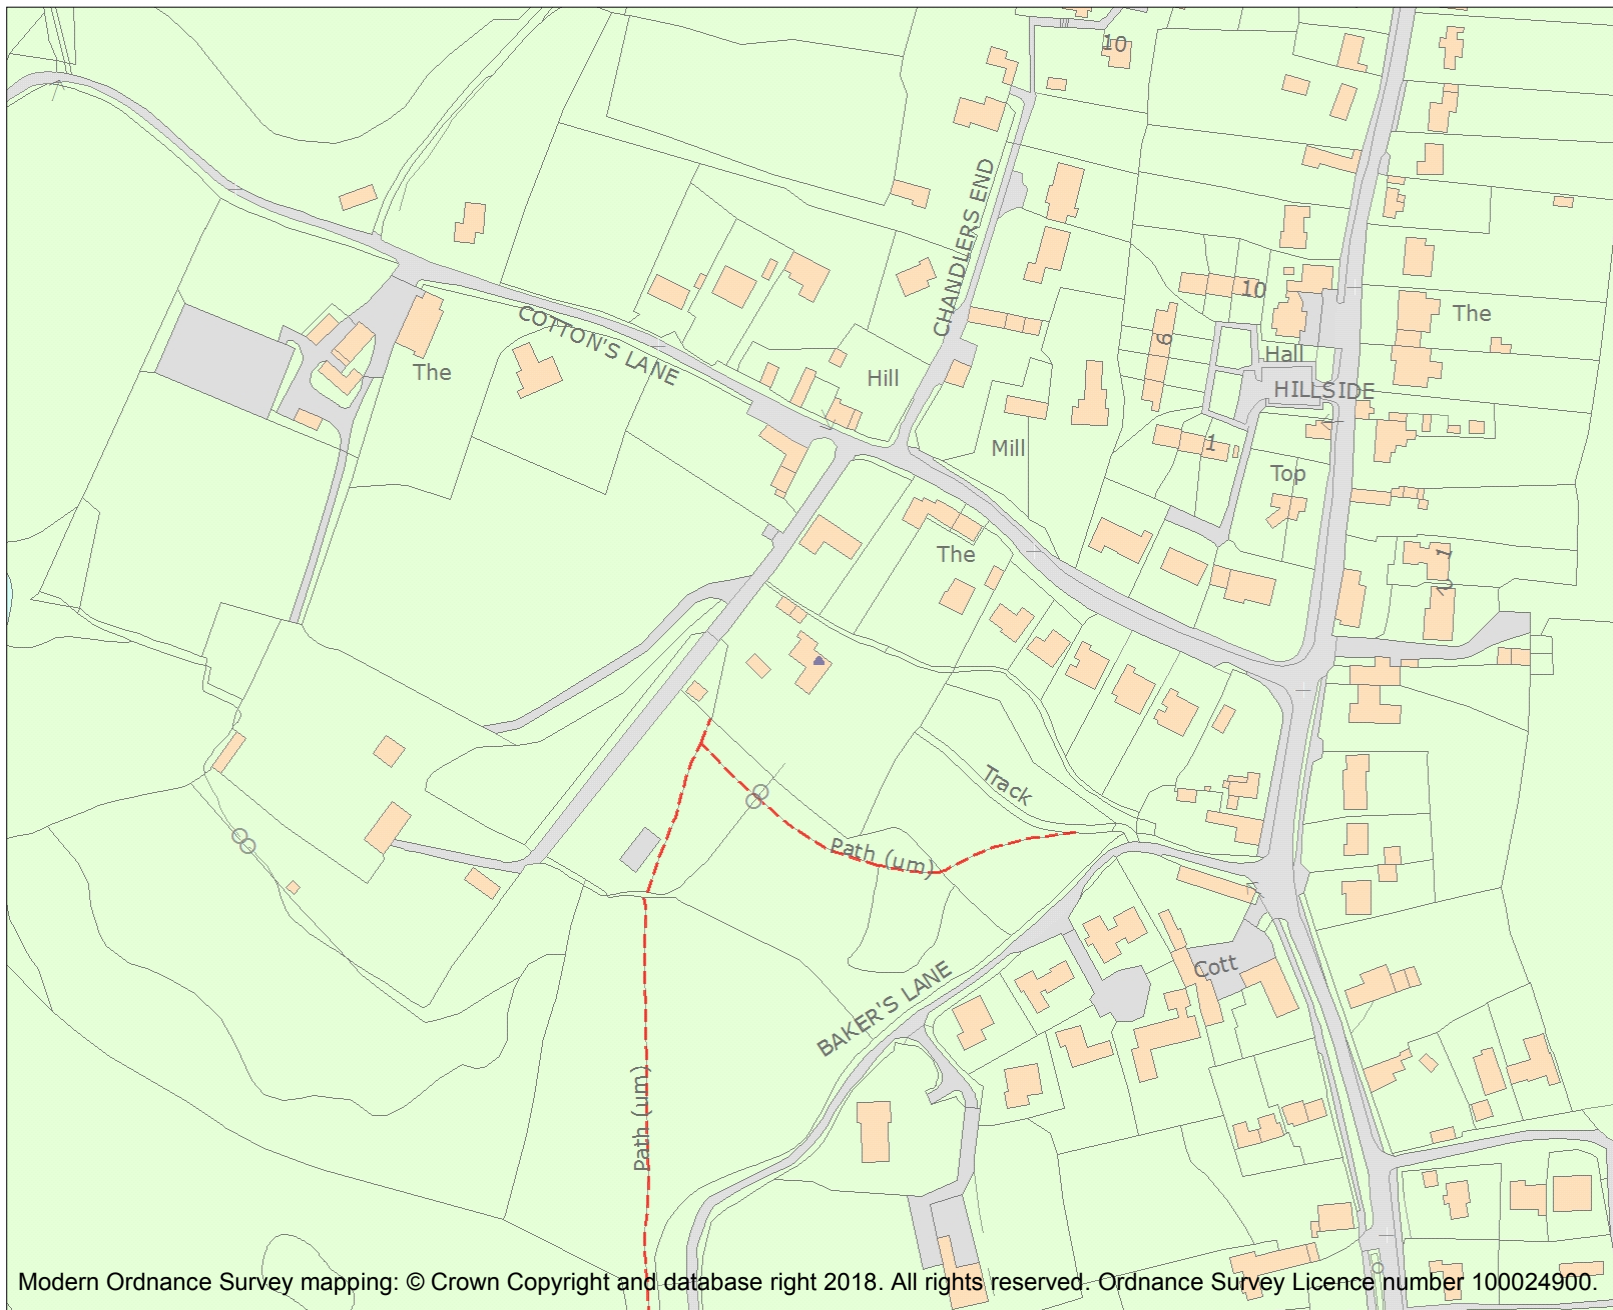 10
CHANDLERS END
10
The
COTTON'S LANE
6
Hall
The
Hill
HILLSIDE
Mill
1
Top
The
1
2
Track
Path (um)
Cott
BAKER'S LANE
Path (um)
Modern Ordnance Survey mapping: © Crown Copyright and database right 2018. All rights reserved. Ordnance Survey Licence number 100024900.